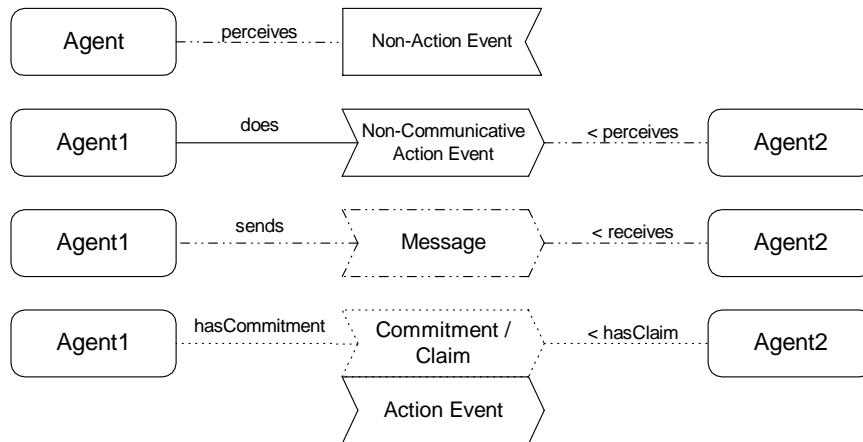 Agent
perceives
Non-Action Event
Agent1
does
Non-Communicative
Action Event
< perceives
Agent2
Agent1
sends
Message
< receives
Agent2
Agent1
hasCommitment
Commitment /
Claim
< hasClaim
Agent2
Action Event